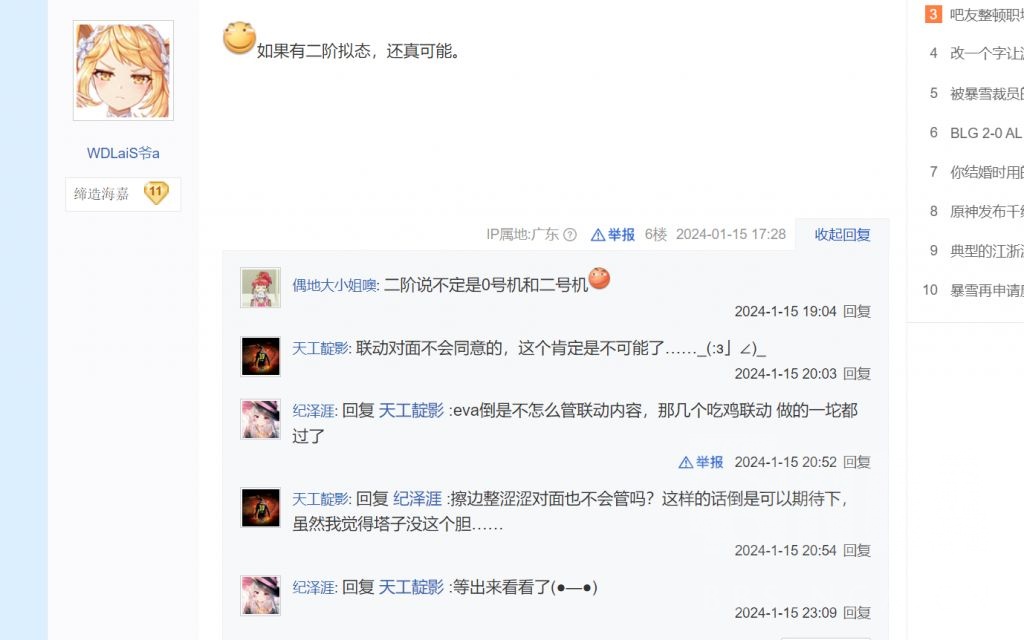 如果有二阶拟态，还真可能。
WDLaiS爷a
缔造海嘉 11
IP属地:广东 举报 6楼 2024-01-15 17:28 收起回复
偶地大小姐噢: 二阶说不定是0号机和二号机
2024-1-15 19:04 回复
天工靛影: 联动对面不会同意的，这个肯定是不可能了……_(:з」∠)_
2024-1-15 20:03 回复
纪泽涯: 回复 天工靛影 :eva倒是不怎么管联动内容，那几个吃鸡联动 做的一坨都
过了
举报 2024-1-15 20:52 回复
天工靛影: 回复 纪泽涯 :擦边整涩涩对面也不会管吗？这样的话倒是可以期待下，
虽然我觉得塔子没这个胆……
2024-1-15 20:54 回复
纪泽涯: 回复 天工靛影 :等出来看看了(●—●)
2024-1-15 23:09 回复
3 吧友整顿职
4 改一个字让
5 被暴雪裁员
6 BLG 2-0 AL
7 你结婚时用
8 原神发布千
9 典型的江浙
10 暴雪再申请